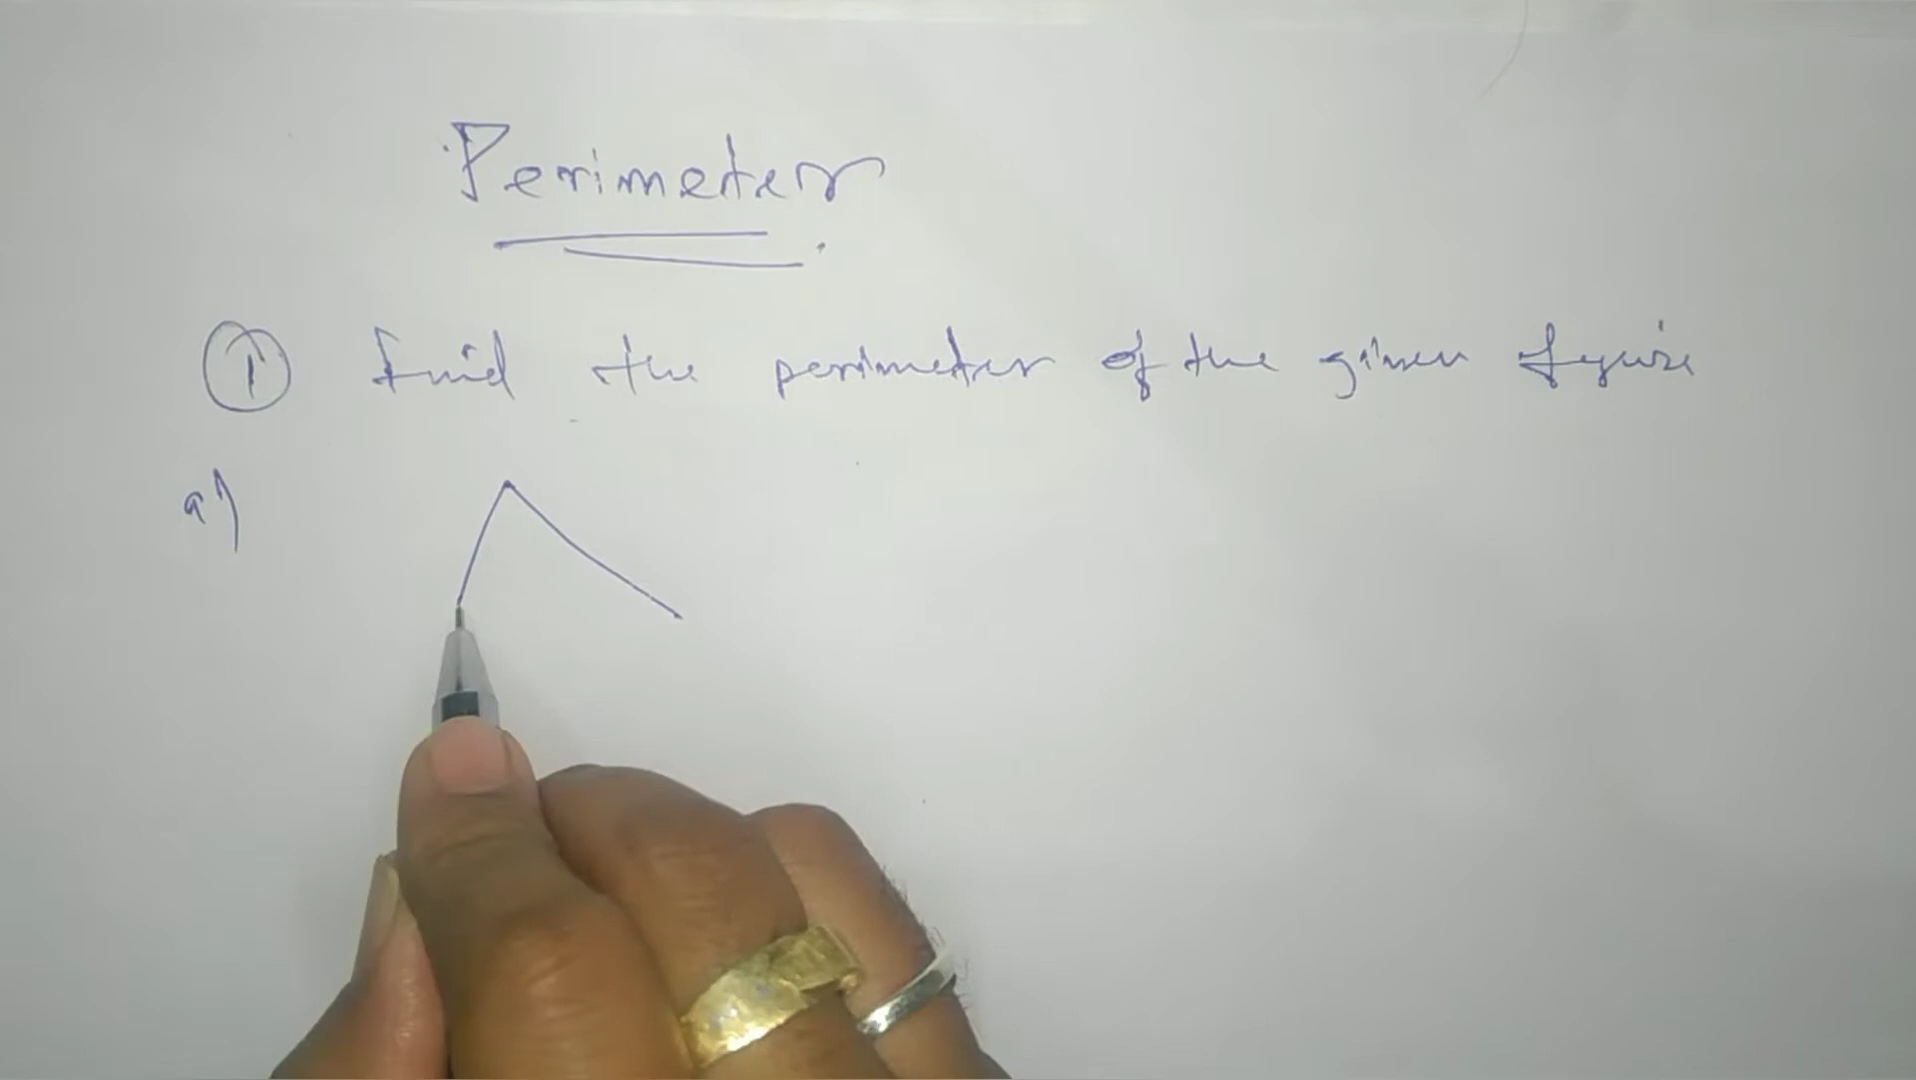 Perimeter
① find the perimeter of the given figure
a)